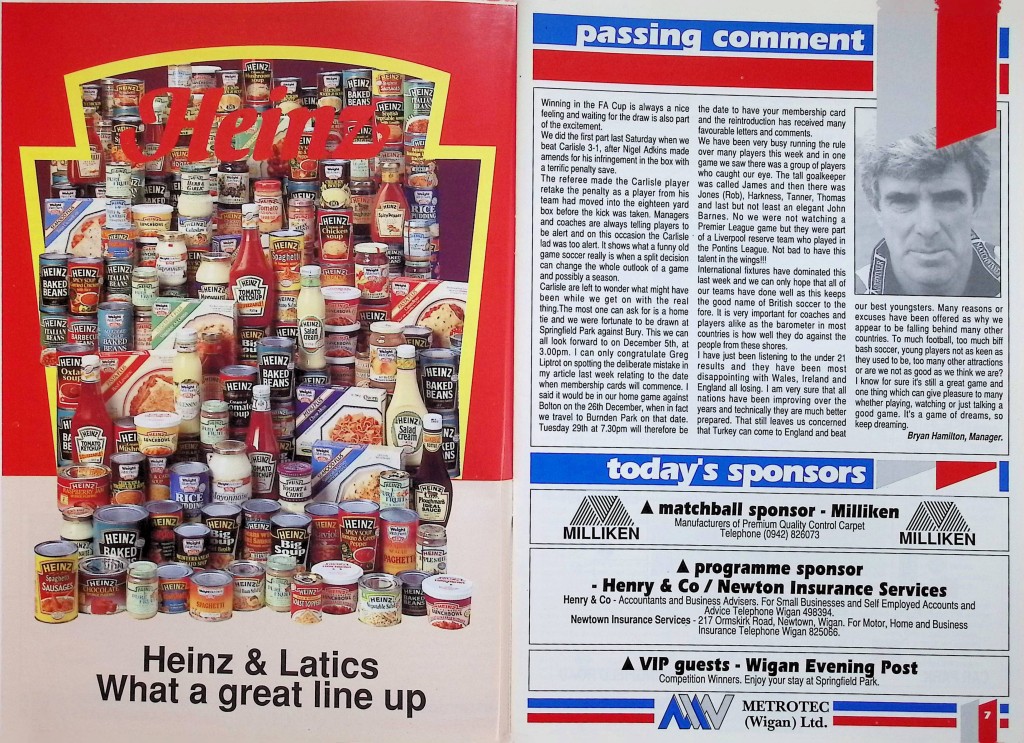 Heinz
Heinz & Latics
What a great line up
passing comment
Winning in the FA Cup is always a nice
feeling and waiting for the draw is also part
of the excitement.
We did the first part last Saturday when we
beat Carlisle 3-1, after Nigel Adkins made
amends for his infringement in the box with
a terrific penalty save.
The referee made the Carlisle player
retake the penalty as a player from his
team had moved into the eighteen yard
box before the kick was taken. Managers
and coaches are always telling players to
be alert and on this occasion the Carlisle
lad was too alert. It shows what a funny old
game soccer really is when a split decision
can change the whole outlook of a game
and possibly a season.
Carlisle are left to wonder what might have
been while we get on with the real
thing.The most one can ask for is a home
tie and we were fortunate to be drawn at
Springfield Park against Bury. This we can
all look forward to on December 5th, at
3.00pm. I can only congratulate Greg
Liptrot on spotting the deliberate mistake in
my article last week relating to the date
when membership cards will commence. I
said it would be in our home game against
Bolton on the 26th December, when in fact
we travel to Burnden Park on that date.
Tuesday 29th at 7.30pm will therefore be
the date to have your membership card
and the reintroduction has received many
favourable letters and comments.
We have been very busy running the rule
over many players this week and in one
game we saw there was a group of players
who caught our eye. The tall goalkeeper
was called James and then there was
Jones (Rob), Harkness, Tanner, Thomas
and last but not least an elegant John
Barnes. No we were not watching a
Premier League game but they were part
of a Liverpool reserve team who played in
the Pontins League. Not bad to have this
talent in the wings!!!
International fixtures have dominated this
last week and we can only hope that all of
our teams have done well as this keeps
the good name of British soccer to the
fore. It is very important for coaches and
players alike as the barometer in most
countries is how well they do against the
people from these shores.
I have just been listening to the under 21
results and they have been most
disappointing with Wales, Ireland and
England all losing. I am very sure that all
nations have been improving over the
years and technically they are much better
prepared. That still leaves us concerned
that Turkey can come to England and beat
our best youngsters. Many reasons or
excuses have been offered as why we
appear to be falling behind many other
countries. To much football, too much biff
bash soccer, young players not as keen as
they used to be, too many other attractions
or are we not as good as we think we are?
I know for sure it's still a great game and
one thing which can give pleasure to many
whether playing, watching or just talking a
good game. It's a game of dreams, so
keep dreaming.
Bryan Hamilton, Manager.
today's sponsors
MILLIKEN
▲ matchball sponsor - Milliken
Manufacturers of Premium Quality Control Carpet
Telephone (0942) 826073
MILLIKEN
▲ programme sponsor
- Henry & Co / Newton Insurance Services
Henry & Co - Accountants and Business Advisers. For Small Businesses and Self Employed Accounts and
Advice Telephone Wigan 498394.
Newtown Insurance Services - 217 Ormskirk Road, Newtown, Wigan. For Motor, Home and Business
Insurance Telephone Wigan 825066.
▲ VIP guests - Wigan Evening Post
Competition Winners. Enjoy your stay at Springfield Park.
METROTEC
(Wigan) Ltd.
7